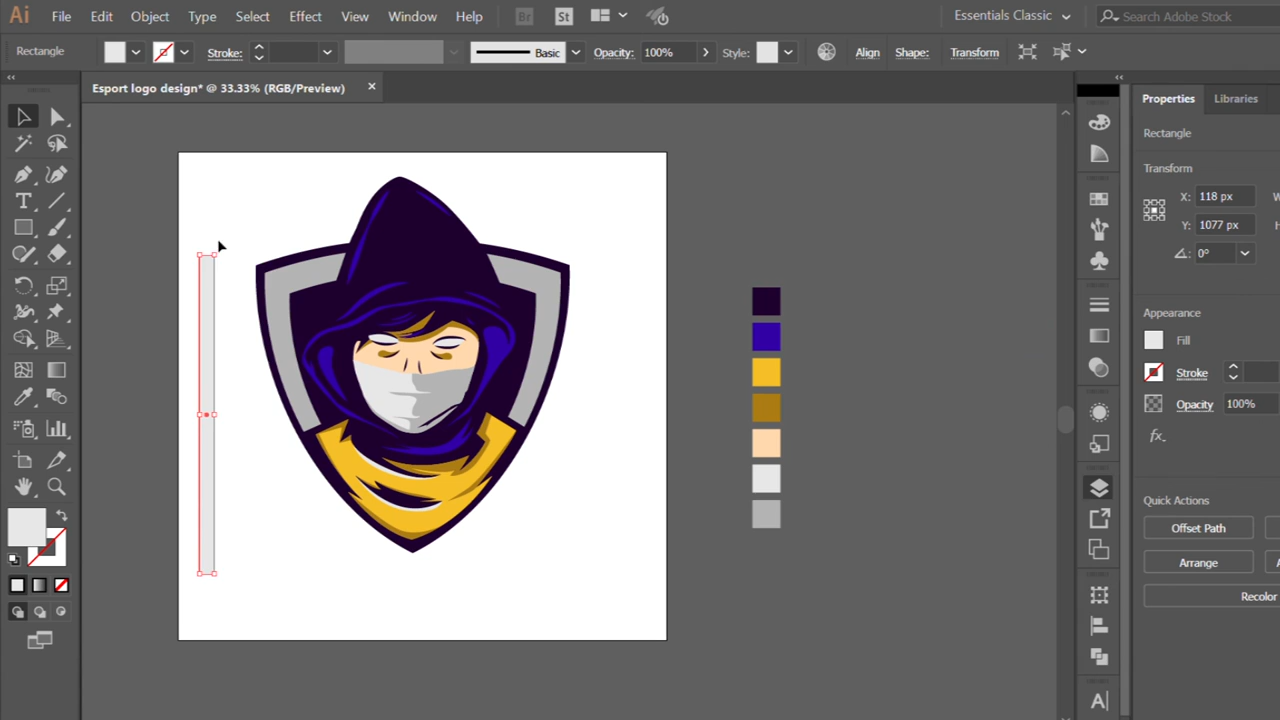 Ai File Edit Object Type Select Effect View Window Help Br St Essentials Classic Search Adobe Stock
Rectangle Stroke: Basic Opacity: 100% Style: Align Shape: Transform
Esport logo design* @ 33.33% (RGB/Preview)
Properties Libraries
Rectangle
Transform
X: 118 px
Y: 1077 px
0°
Appearance
Fill
Stroke
Opacity 100%
fx
Quick Actions
Offset Path
Arrange
Recolor